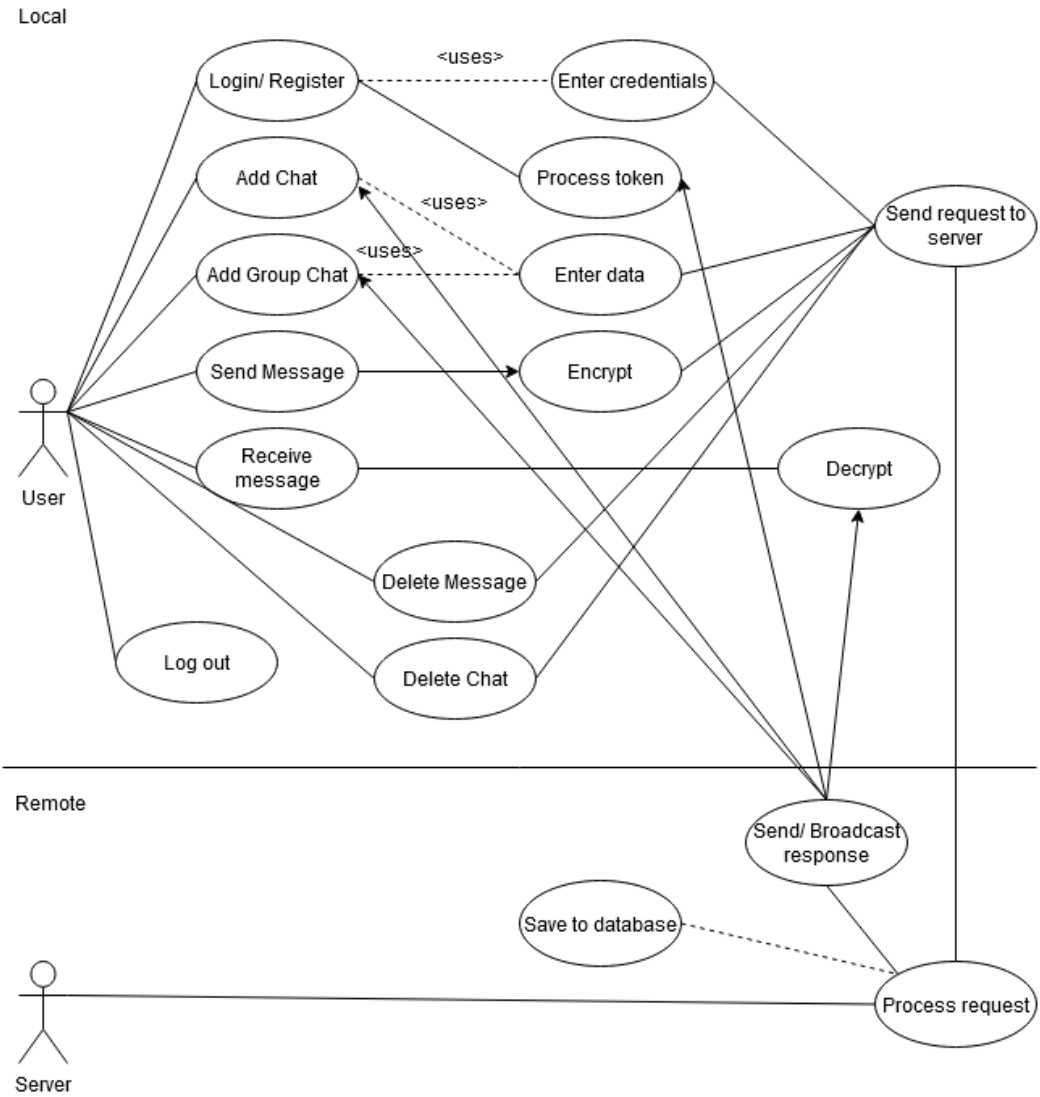 Local
<uses>
Login/ Register
Enter credentials
Add Chat
Process token
<uses>
Send request to
server
<uses>
Add Group Chat
Enter data
Send Message
Encrypt
Receive
message
Decrypt
User
Delete Message
Log out
Delete Chat
Remote
Send/ Broadcast
response
Save to database
Process request
Server